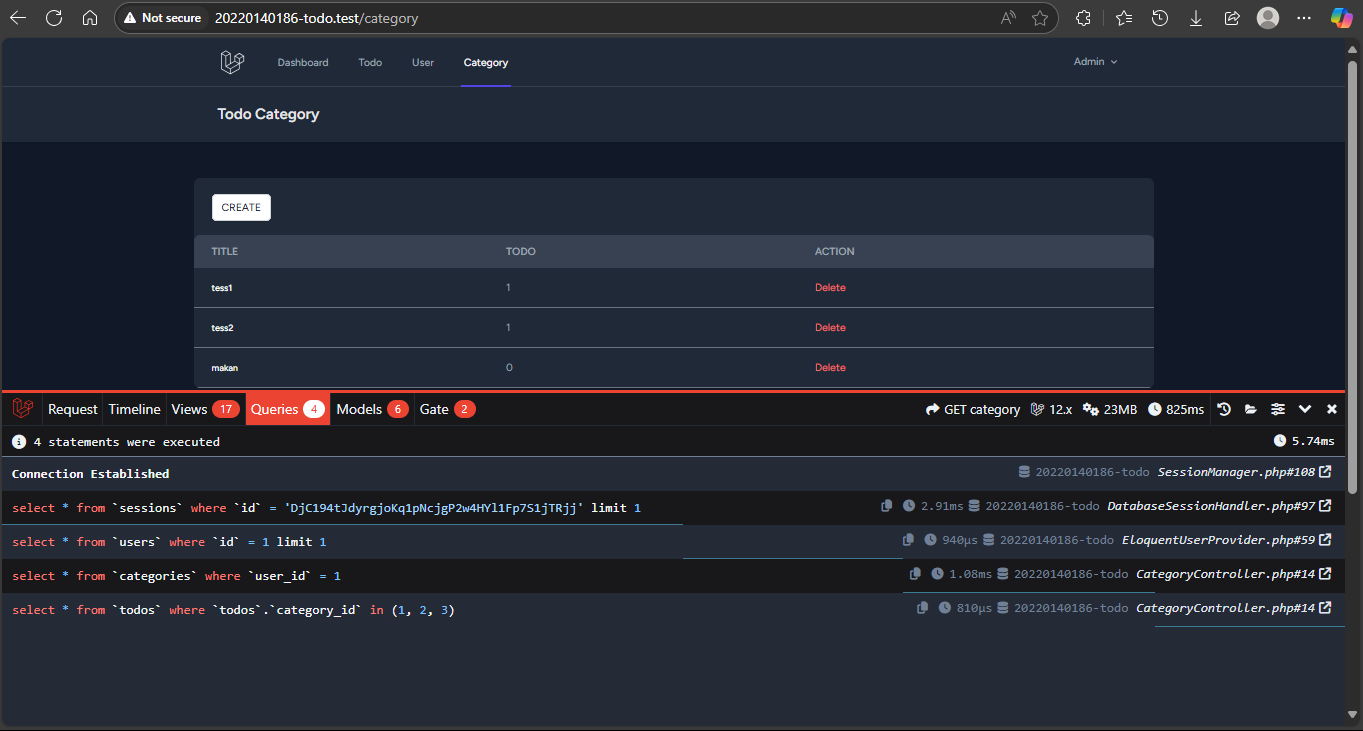 Not secure 20220140186-todo.test/category
Dashboard Todo User Category Admin
Todo Category
CREATE
TITLE TODO ACTION
tess1 1 Delete
tess2 1 Delete
makan 0 Delete
Request Timeline Views 17 Queries 4 Models 6 Gate 2 GET category 12.x 23MB 825ms
4 statements were executed 5.74ms
Connection Established 20220140186-todo SessionManager.php#108
select * from `sessions` where `id` = 'DjC194tJdyrgjoKq1pNcjgP2w4HYl1Fp7S1jTRjj' limit 1 2.91ms 20220140186-todo DatabaseSessionHandler.php#97
select * from `users` where `id` = 1 limit 1 940μs 20220140186-todo EloquentUserProvider.php#59
select * from `categories` where `user_id` = 1 1.08ms 20220140186-todo CategoryController.php#14
select * from `todos` where `todos`.`category_id` in (1, 2, 3) 810μs 20220140186-todo CategoryController.php#14